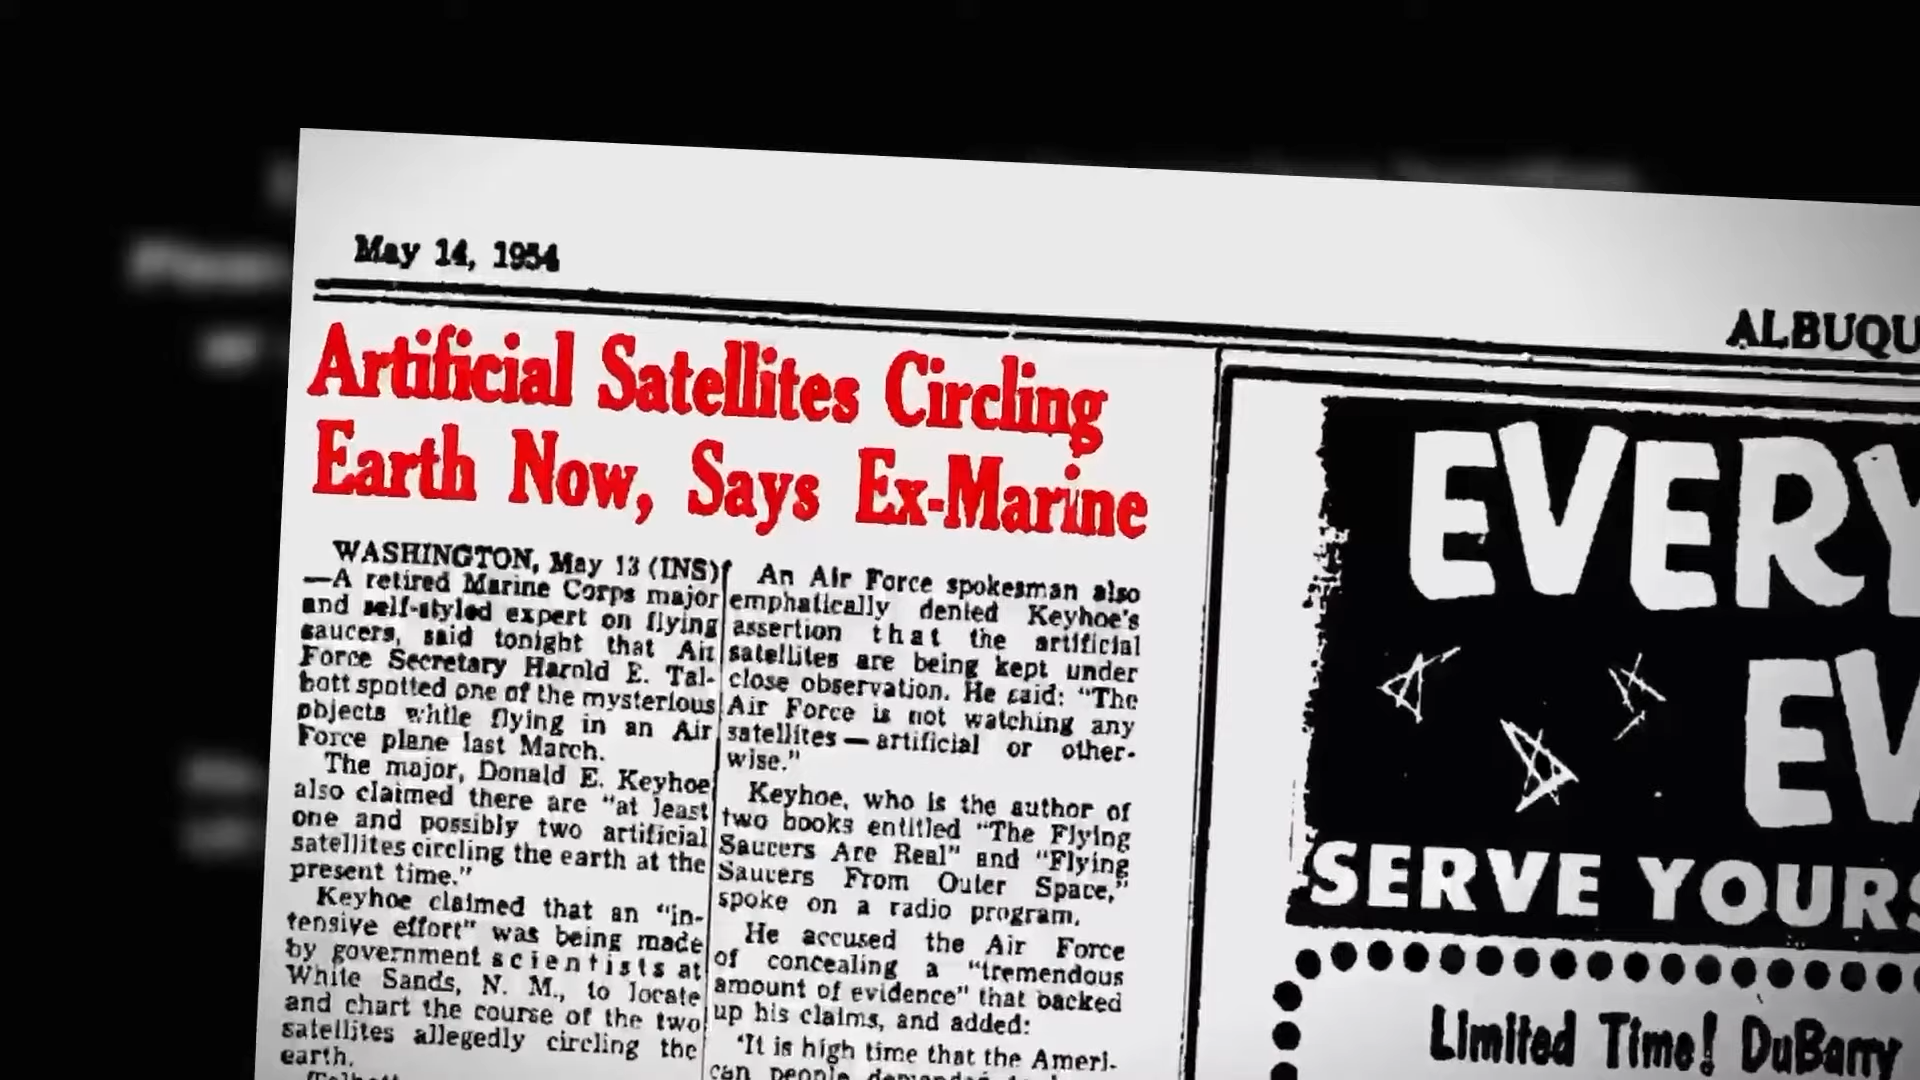 May 14, 1954
ALBUQU
Artificial Satellites Circling
Earth Now, Says Ex-Marine
WASHINGTON, May 13 (INS)
—A retired Marine Corps major
and self-styled expert on flying
saucers, said tonight that Air
Force Secretary Harold E. Tal-
bott spotted one of the mysterious
objects while flying in an Air
Force plane last March.
The major, Donald E. Keyhoe
also claimed there are "at least
one and possibly two artificial
satellites circling the earth at the
present time."
Keyhoe claimed that an "in-
tensive effort" was being made
by government scientists at
White Sands, N. M., to locate
and chart the course of the two
satellites allegedly circling the
earth.
An Air Force spokesman also
emphatically denied Keyhoe's
assertion that the artificial
satellites are being kept under
close observation. He said: "The
Air Force is not watching any
satellites — artificial or other-
wise."
Keyhoe, who is the author of
two books entitled "The Flying
Saucers Are Real" and "Flying
Saucers From Outer Space,"
spoke on a radio program.
He accused the Air Force
of concealing a "tremendous
amount of evidence" that backed
up his claims, and added:
"It is high time that the Ameri-
can people
EVERY
EV
SERVE YOURS
Limited Time! DuBarry